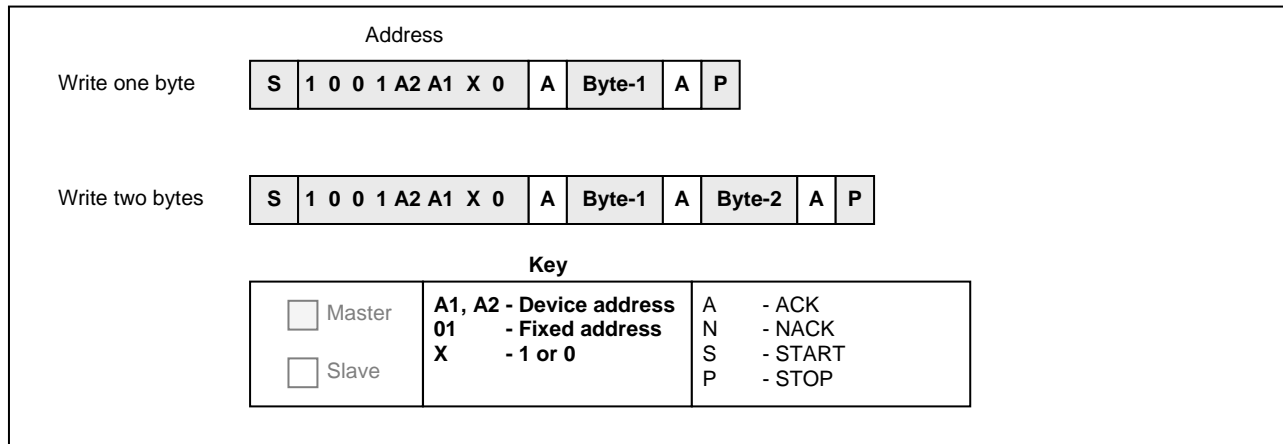 Address
Write one byte S 1 0 0 1 A2 A1 X 0 A Byte-1 A P
Write two bytes S 1 0 0 1 A2 A1 X 0 A Byte-1 A Byte-2 A P
Key
Master
Slave
A1, A2 - Device address
01 - Fixed address
X - 1 or 0
A - ACK
N - NACK
S - START
P - STOP